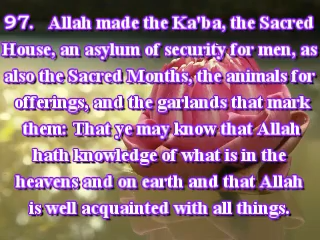 97. Allah made the Ka'ba, the Sacred
House, an asylum of security for men, as
also the Sacred Months, the animals for
offerings, and the garlands that mark
them: That ye may know that Allah
hath knowledge of what is in the
heavens and on earth and that Allah
is well acquainted with all things.